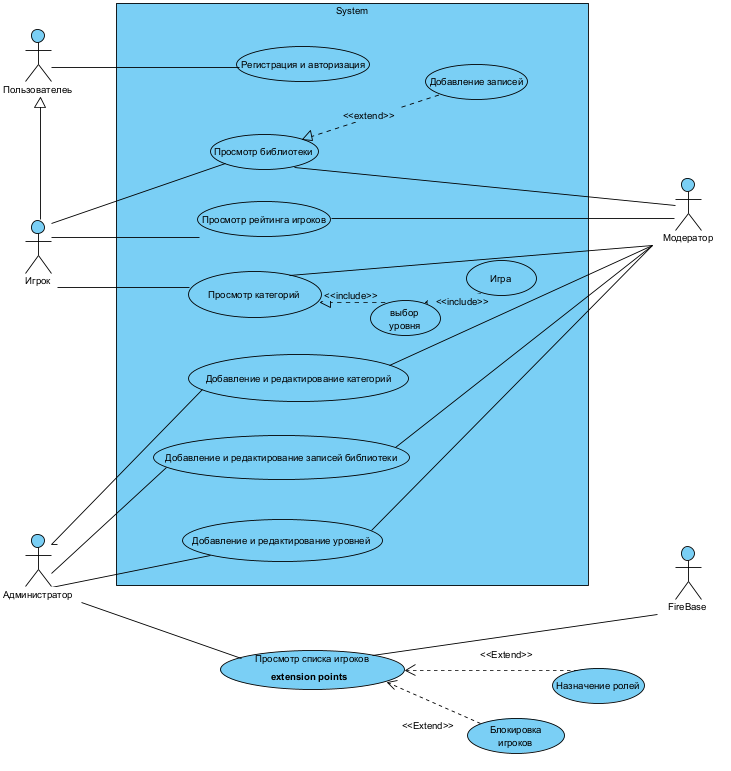 System
Пользователеь
Регистрация и авторизация
Добавление записей
<<extend>>
Просмотр библиотеки
Просмотр рейтинга игроков
Модератор
Игрок
Игра
Просмотр категорий
<<include>>
<<include>>
выбор
уровня
Добавление и редактирование категорий
Добавление и редактирование записей библиотеки
Добавление и редактирование уровней
Администратор
FireBase
Просмотр списка игроков
extension points
<<Extend>>
Назначение ролей
<<Extend>>
Блокировка
игроков